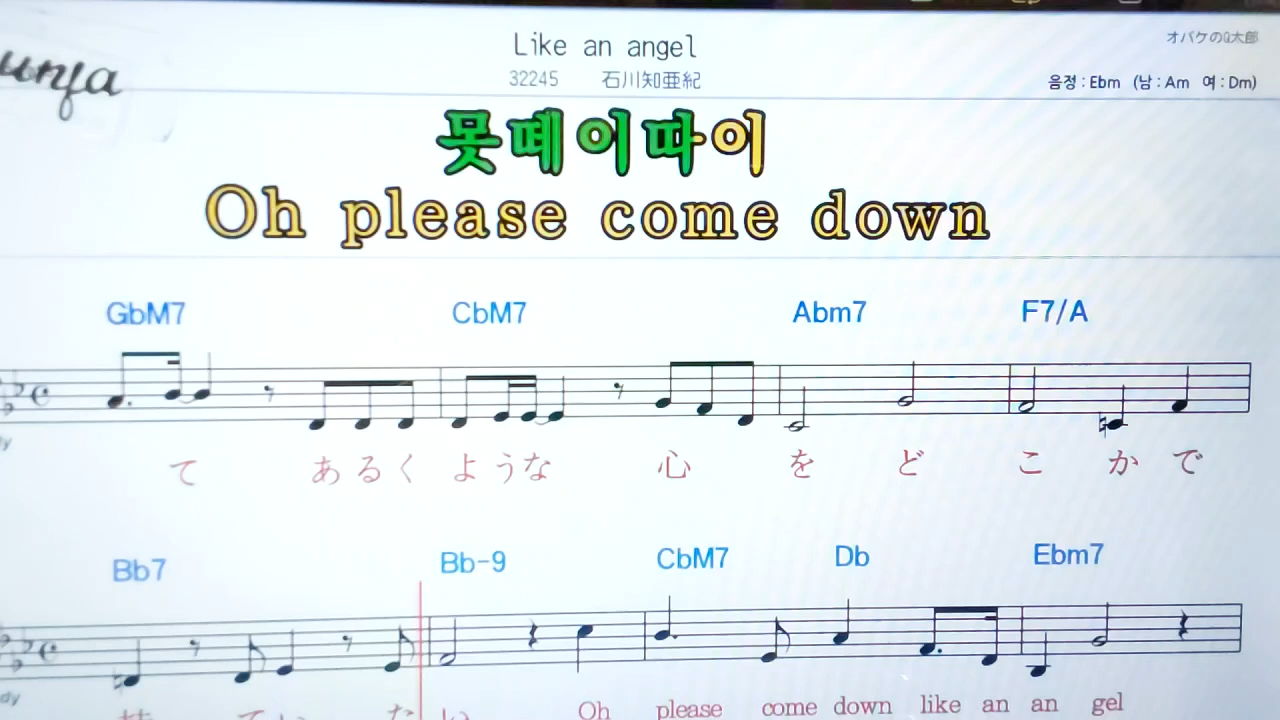 Like an angel
オバケのQ太郎
32245 石川知亜紀
음정 : Ebm (남 : Am 여 : Dm)
못떼이따이
Oh please come down
GbM7 CbM7 Abm7 F7/A
て あるく ような 心 を ど こ か で
Bb7 Bb-9 CbM7 Db Ebm7
Oh please come down like an an gel